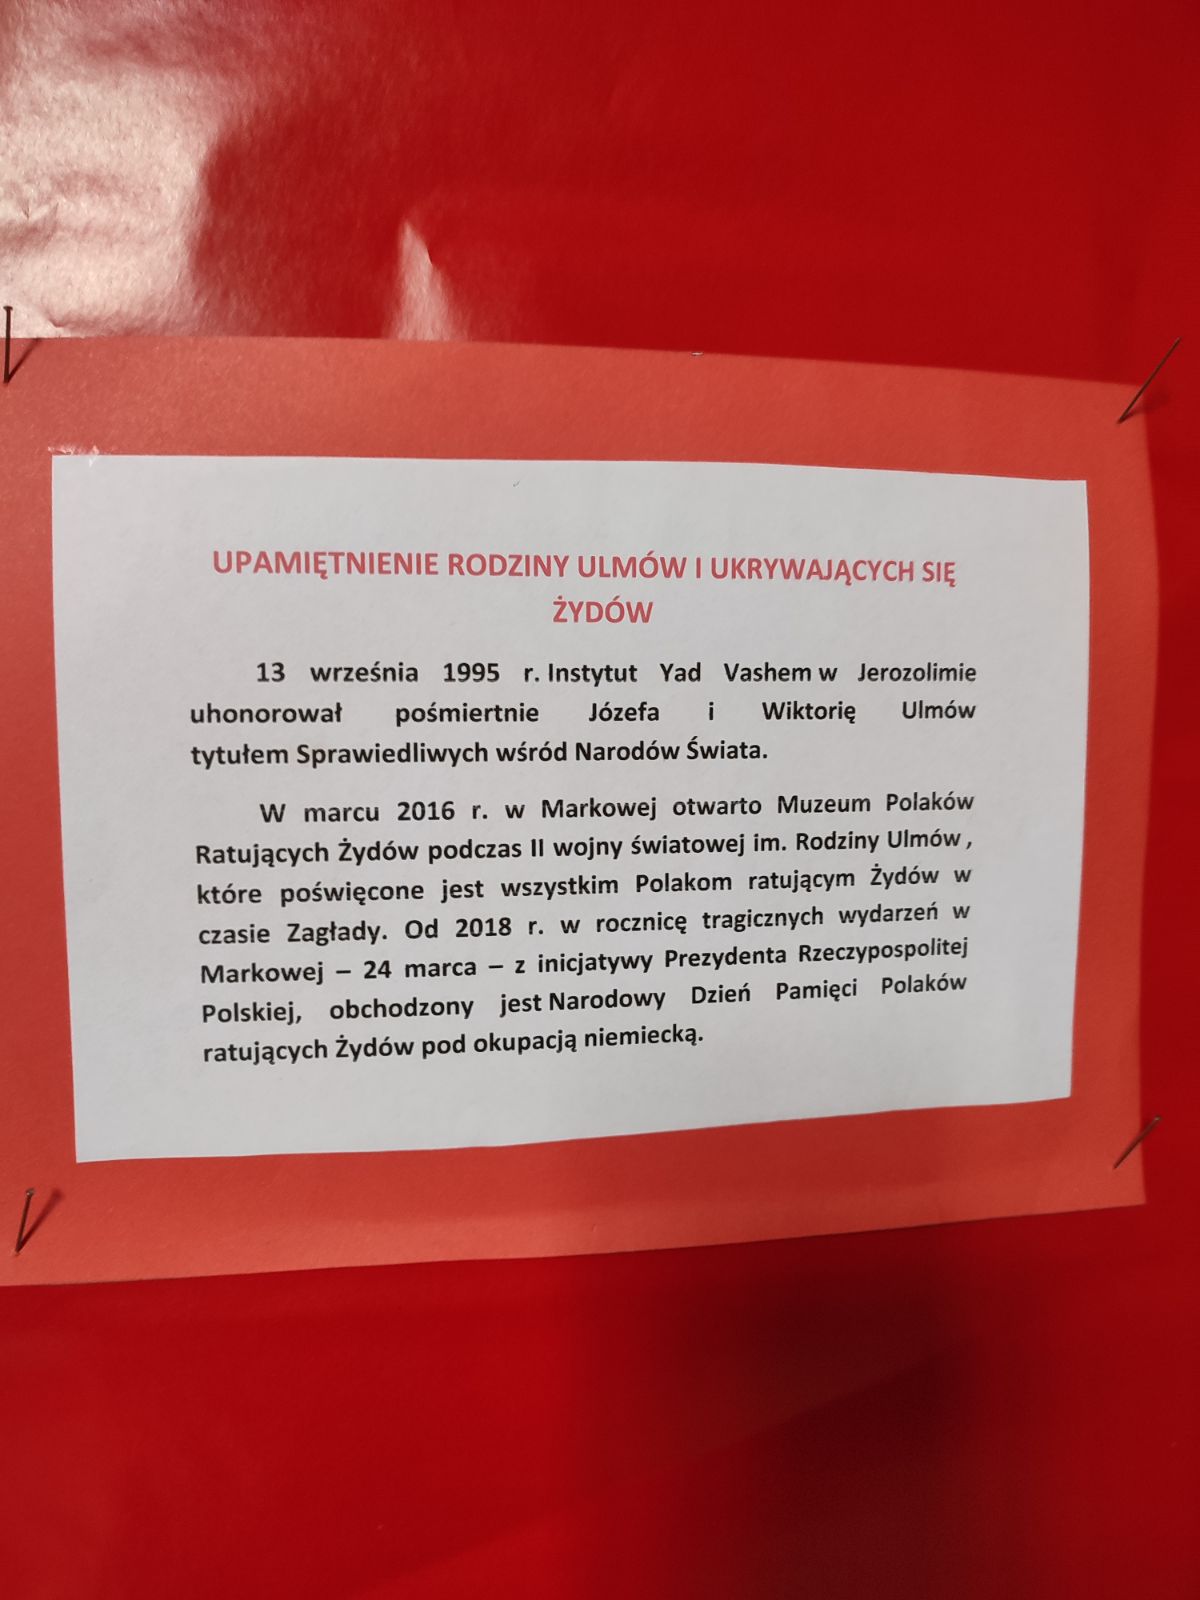 UPAMIĘTNIENIE RODZINY ULMÓW I UKRYWAJĄCYCH SIĘ
ŻYDÓW
13 września 1995 r. Instytut Yad Vashem w Jerozolimie
uhonorował pośmiertnie Józefa i Wiktorię Ulmów
tytułem Sprawiedliwych wśród Narodów Świata.
W marcu 2016 r. w Markowej otwarto Muzeum Polaków
Ratujących Żydów podczas II wojny światowej im. Rodziny Ulmów ,
które poświęcone jest wszystkim Polakom ratującym Żydów w
czasie Zagłady. Od 2018 r. w rocznicę tragicznych wydarzeń w
Markowej – 24 marca – z inicjatywy Prezydenta Rzeczypospolitej
Polskiej, obchodzony jest Narodowy Dzień Pamięci Polaków
ratujących Żydów pod okupacją niemiecką.